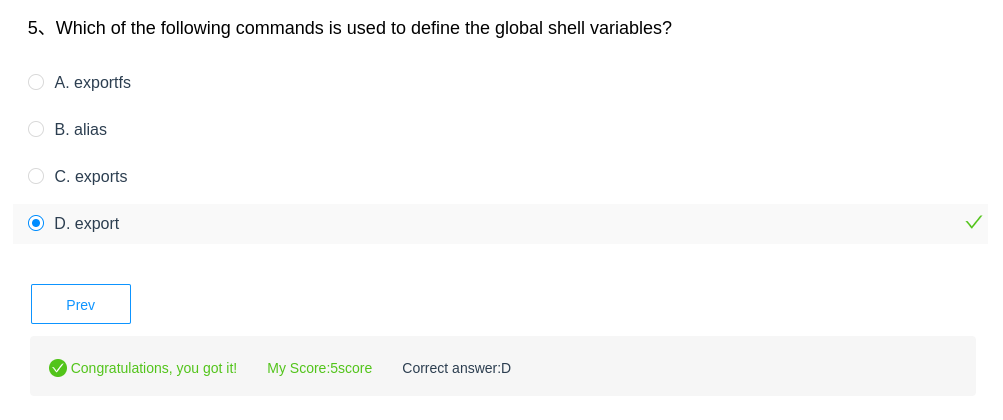 5、Which of the following commands is used to define the global shell variables?
A. exportfs
B. alias
C. exports
D. export
Prev
Congratulations, you got it! My Score:5score Correct answer:D